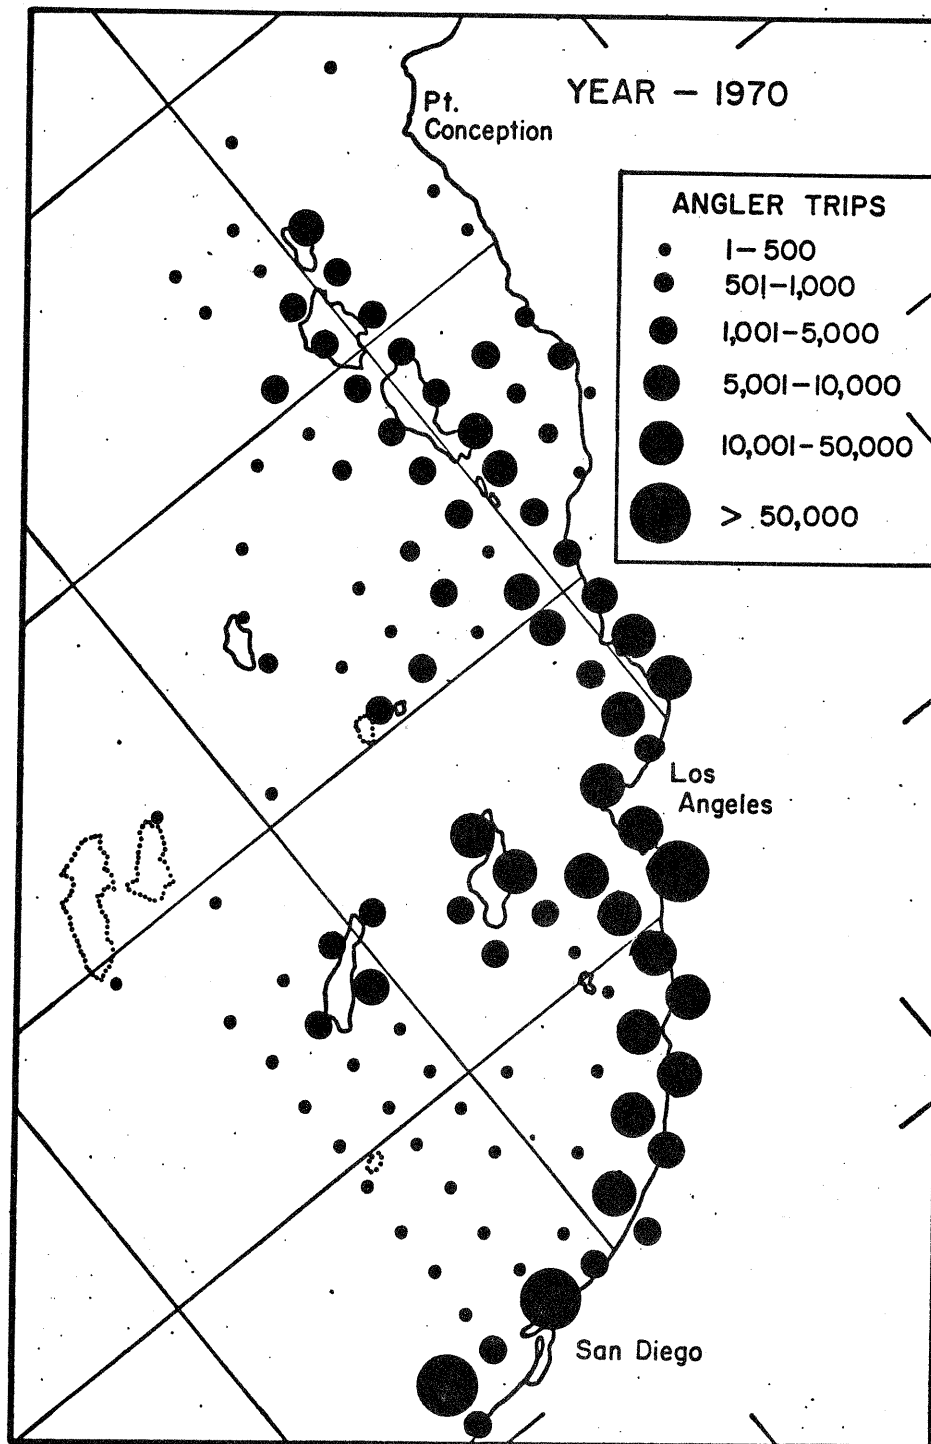 YEAR – 1970
Pt.
Conception
ANGLER TRIPS
1–500
501–1,000
1,001–5,000
5,001–10,000
10,001–50,000
> 50,000
Los
Angeles
San Diego